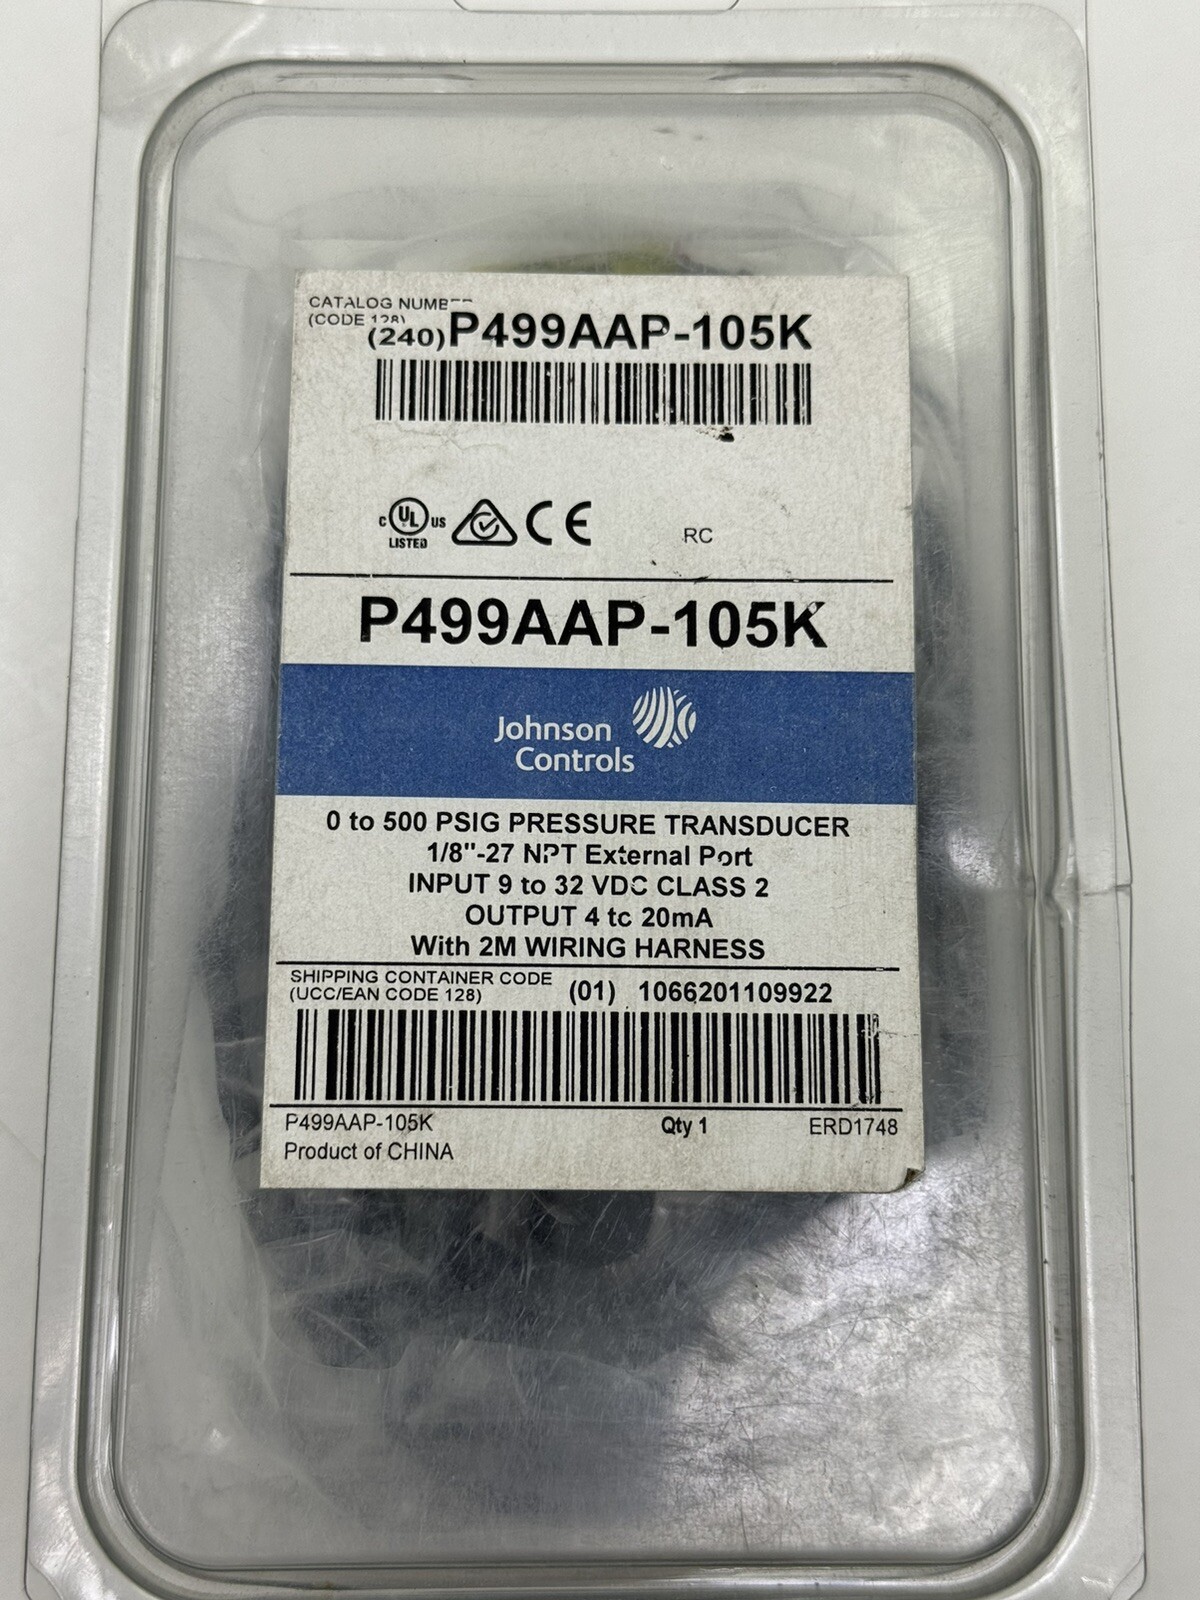 CATALOG NUMBER
(CODE 128)
(240)P499AAP-105K
C UL US
LISTED
CE
RC
P499AAP-105K
Johnson
Controls
0 to 500 PSIG PRESSURE TRANSDUCER
1/8"-27 NPT External Port
INPUT 9 to 32 VDC CLASS 2
OUTPUT 4 to 20mA
With 2M WIRING HARNESS
SHIPPING CONTAINER CODE
(UCC/EAN CODE 128)
(01) 1066201109922
P499AAP-105K
Qty 1
ERD1748
Product of CHINA